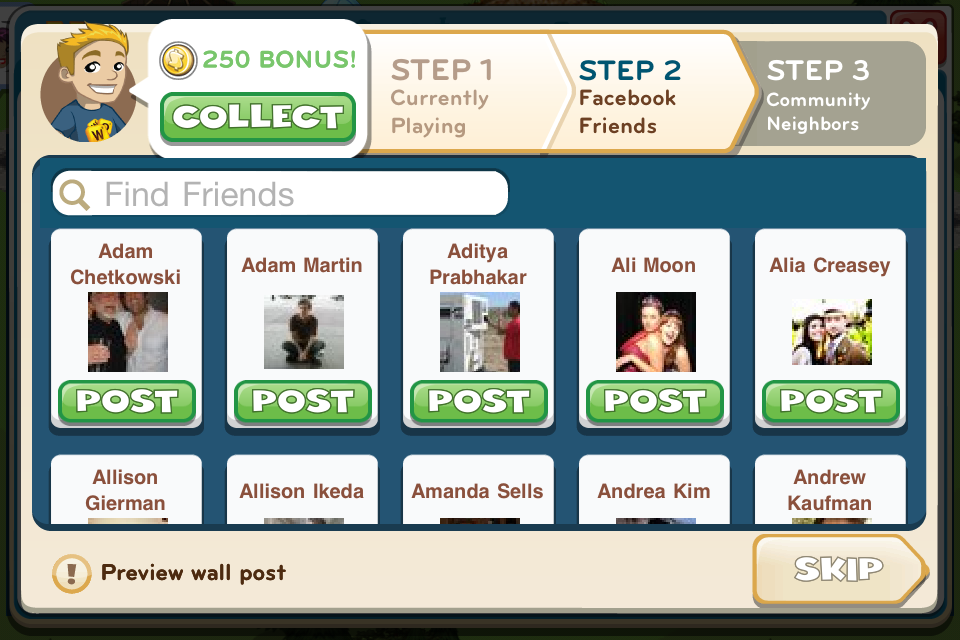 250 BONUS!
COLLECT
STEP 1
Currently
Playing
STEP 2
Facebook
Friends
STEP 3
Community
Neighbors
Find Friends
Adam
Chetkowski
Adam Martin
Aditya
Prabhakar
Ali Moon
Alia Creasey
POST
POST
POST
POST
POST
Allison
Gierman
Allison Ikeda
Amanda Sells
Andrea Kim
Andrew
Kaufman
! Preview wall post
SKIP